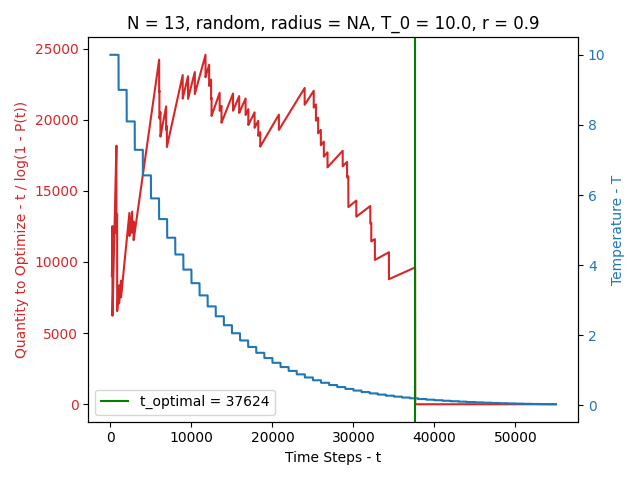 N = 13, random, radius = NA, T_0 = 10.0, r = 0.9
Quantity to Optimize - t / log(1 - P(t))
25000
20000
15000
10000
5000
0
10
8
6
4
2
0
Temperature - T
t_optimal = 37624
0 10000 20000 30000 40000 50000
Time Steps - t